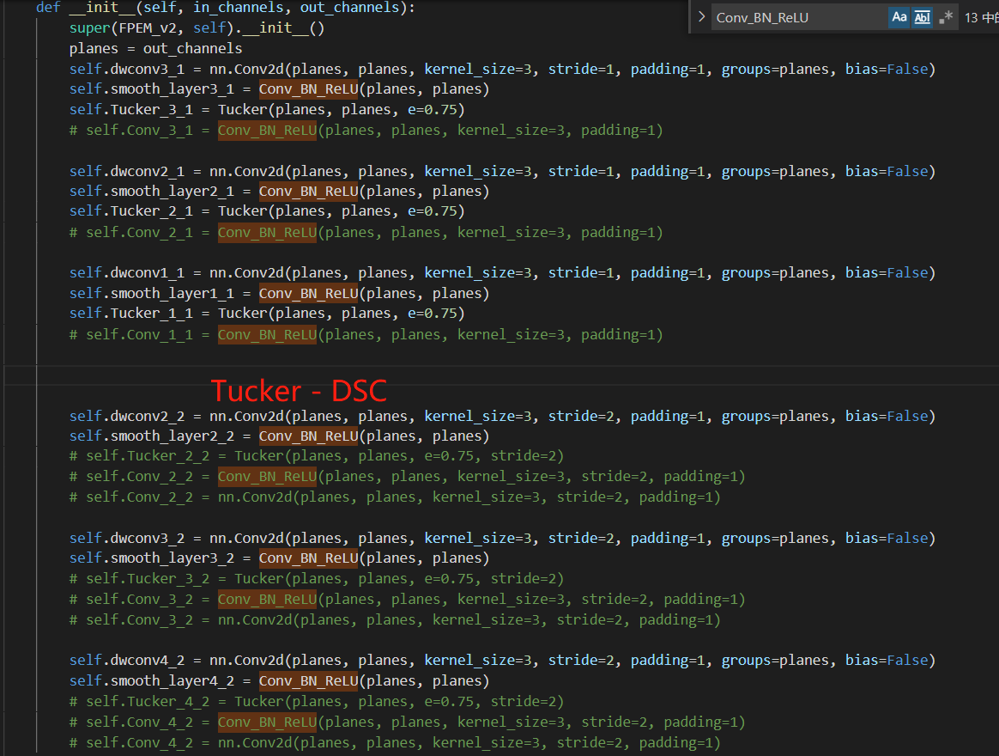 def __init__(self, in_channels, out_channels):
Conv_BN_ReLU
Aa
Abl
.*
13 中的
super(FPEM_v2, self).__init__()
planes = out_channels
self.dwconv3_1 = nn.Conv2d(planes, planes, kernel_size=3, stride=1, padding=1, groups=planes, bias=False)
self.smooth_layer3_1 = Conv_BN_ReLU(planes, planes)
self.Tucker_3_1 = Tucker(planes, planes, e=0.75)
# self.Conv_3_1 = Conv_BN_ReLU(planes, planes, kernel_size=3, padding=1)
self.dwconv2_1 = nn.Conv2d(planes, planes, kernel_size=3, stride=1, padding=1, groups=planes, bias=False)
self.smooth_layer2_1 = Conv_BN_ReLU(planes, planes)
self.Tucker_2_1 = Tucker(planes, planes, e=0.75)
# self.Conv_2_1 = Conv_BN_ReLU(planes, planes, kernel_size=3, padding=1)
self.dwconv1_1 = nn.Conv2d(planes, planes, kernel_size=3, stride=1, padding=1, groups=planes, bias=False)
self.smooth_layer1_1 = Conv_BN_ReLU(planes, planes)
self.Tucker_1_1 = Tucker(planes, planes, e=0.75)
# self.Conv_1_1 = Conv_BN_ReLU(planes, planes, kernel_size=3, padding=1)
Tucker - DSC
self.dwconv2_2 = nn.Conv2d(planes, planes, kernel_size=3, stride=2, padding=1, groups=planes, bias=False)
self.smooth_layer2_2 = Conv_BN_ReLU(planes, planes)
# self.Tucker_2_2 = Tucker(planes, planes, e=0.75, stride=2)
# self.Conv_2_2 = Conv_BN_ReLU(planes, planes, kernel_size=3, stride=2, padding=1)
# self.Conv_2_2 = nn.Conv2d(planes, planes, kernel_size=3, stride=2, padding=1)
self.dwconv3_2 = nn.Conv2d(planes, planes, kernel_size=3, stride=2, padding=1, groups=planes, bias=False)
self.smooth_layer3_2 = Conv_BN_ReLU(planes, planes)
# self.Tucker_3_2 = Tucker(planes, planes, e=0.75, stride=2)
# self.Conv_3_2 = Conv_BN_ReLU(planes, planes, kernel_size=3, stride=2, padding=1)
# self.Conv_3_2 = nn.Conv2d(planes, planes, kernel_size=3, stride=2, padding=1)
self.dwconv4_2 = nn.Conv2d(planes, planes, kernel_size=3, stride=2, padding=1, groups=planes, bias=False)
self.smooth_layer4_2 = Conv_BN_ReLU(planes, planes)
# self.Tucker_4_2 = Tucker(planes, planes, e=0.75, stride=2)
# self.Conv_4_2 = Conv_BN_ReLU(planes, planes, kernel_size=3, stride=2, padding=1)
# self.Conv_4_2 = nn.Conv2d(planes, planes, kernel_size=3, stride=2, padding=1)